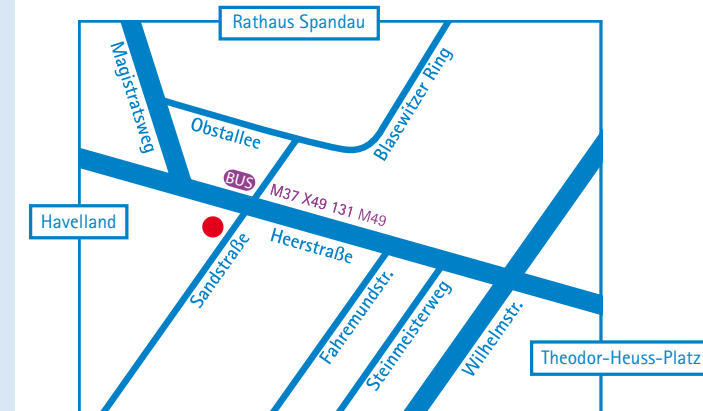 Rathaus Spandau
Magistratsweg
Obstallee
Blasewitzer Ring
BUS
M37 X49 131 M49
Havelland
Heerstraße
Sandstraße
Fahremundstr.
Steinmeisterweg
Wilhelmstr.
Theodor-Heuss-Platz